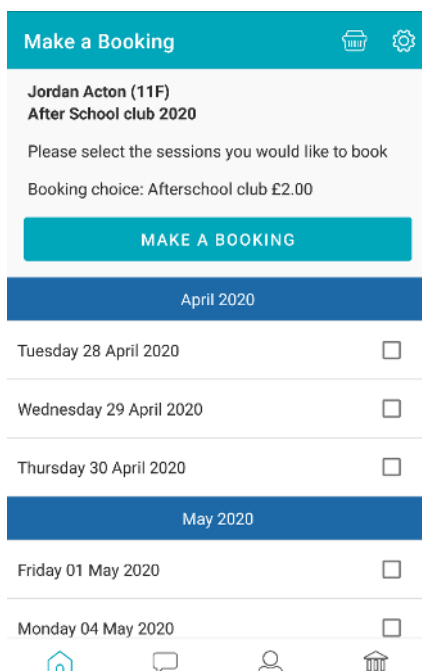 Make a Booking
Jordan Acton (11F)
After School club 2020
Please select the sessions you would like to book
Booking choice: Afterschool club £2.00
MAKE A BOOKING
April 2020
Tuesday 28 April 2020
Wednesday 29 April 2020
Thursday 30 April 2020
May 2020
Friday 01 May 2020
Monday 04 May 2020